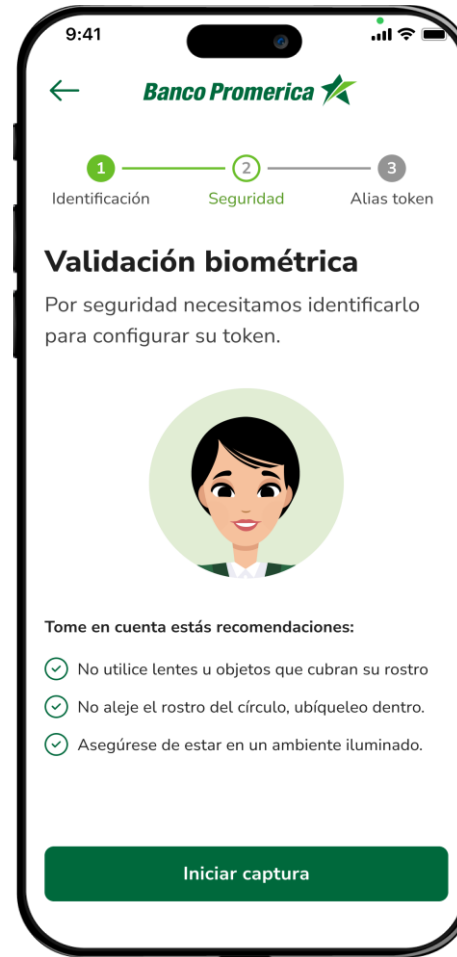 9:41
Banco Promerica
1 2 3
Identificación Seguridad Alias token
Validación biométrica
Por seguridad necesitamos identificarlo
para configurar su token.
Tome en cuenta estás recomendaciones:
No utilice lentes u objetos que cubran su rostro
No aleje el rostro del círculo, ubíqueleo dentro.
Asegúrese de estar en un ambiente iluminado.
Iniciar captura